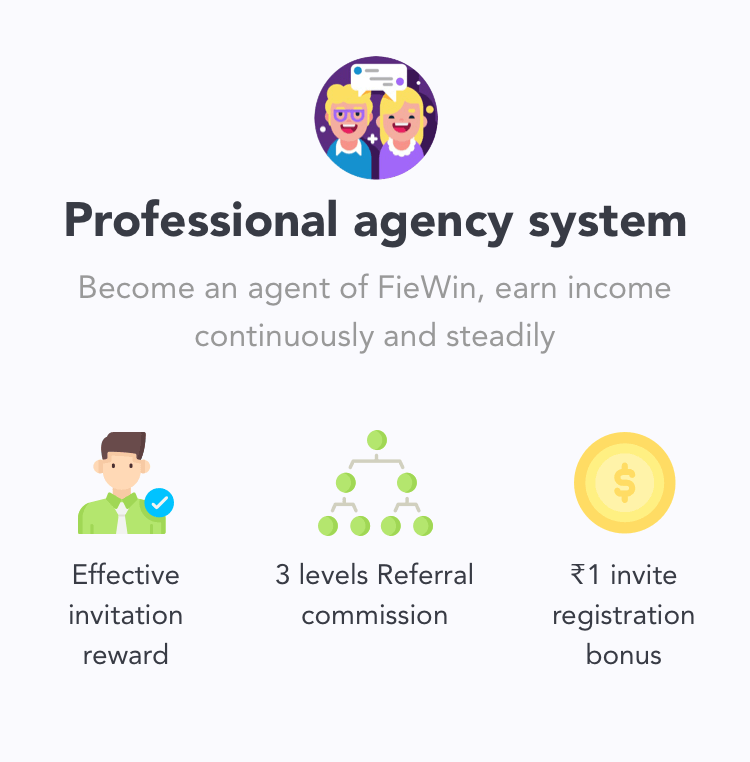 Professional agency system
Become an agent of FieWin, earn income
continuously and steadily
Effective
invitation
reward
3 levels Referral
commission
₹1 invite
registration
bonus